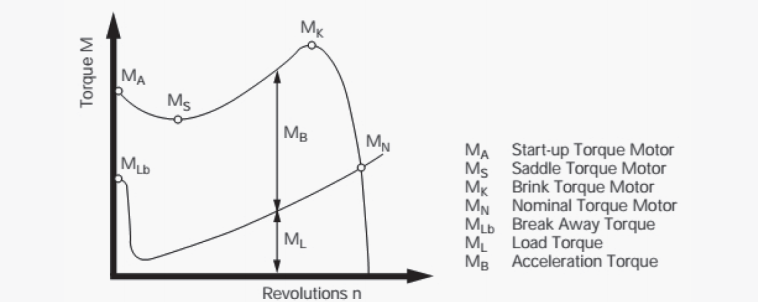 M_K
Torque M
M_A
M_S
M_B
M_N
M_Lb
M_L
Revolutions n
M_A Start-up Torque Motor
M_S Saddle Torque Motor
M_K Brink Torque Motor
M_N Nominal Torque Motor
M_Lb Break Away Torque
M_L Load Torque
M_B Acceleration Torque